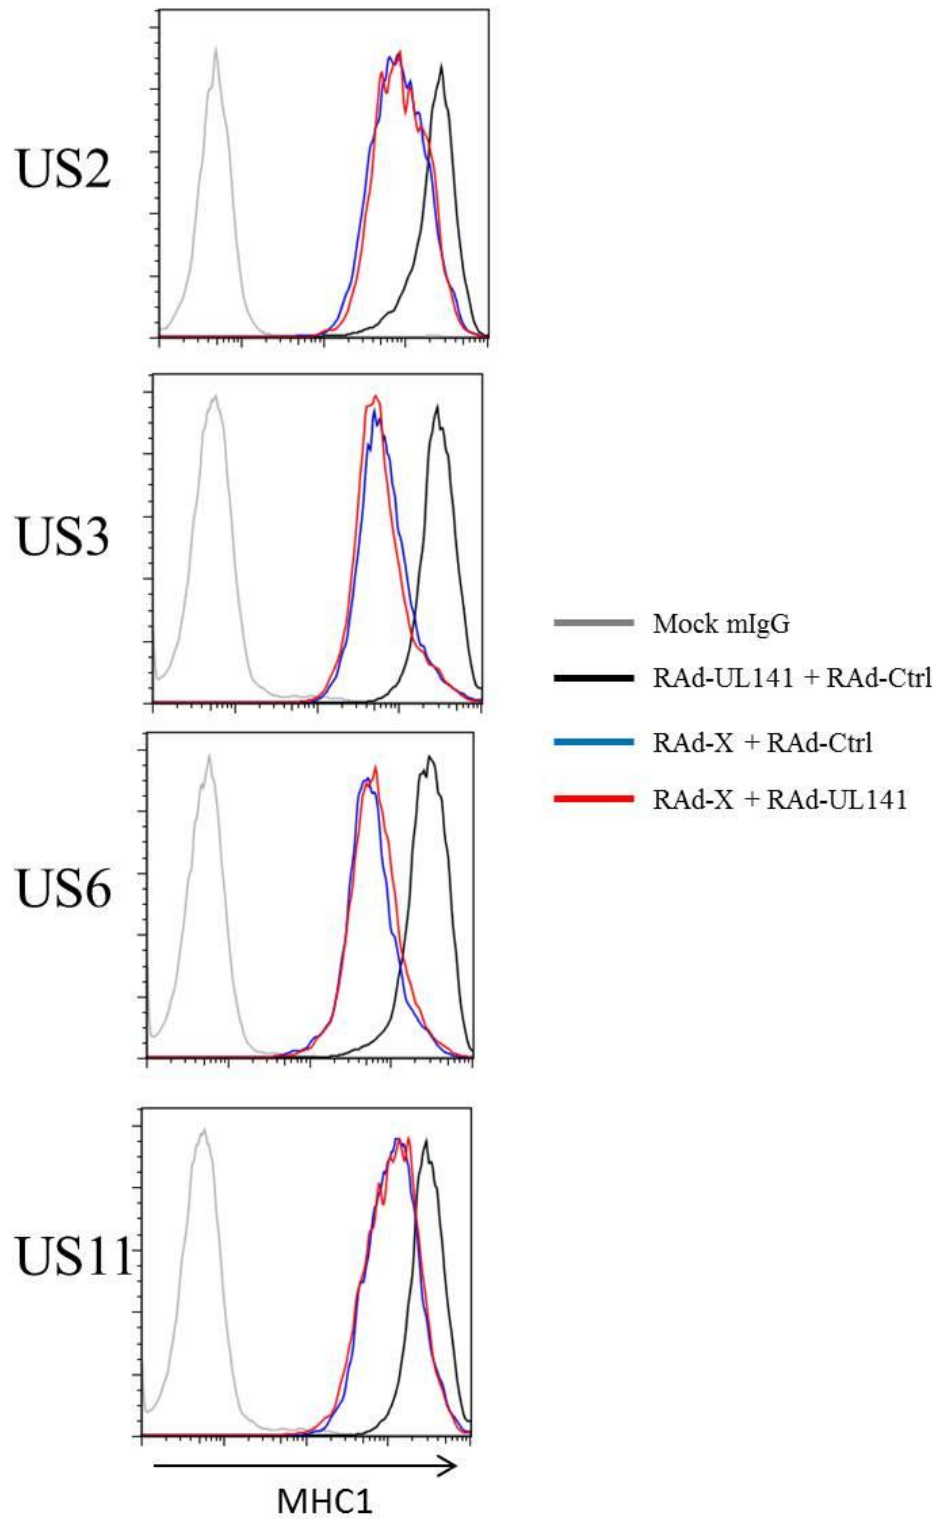 US2
US3
Mock mIgG
RAd-UL141 + RAd-Ctrl
RAd-X + RAd-Ctrl
RAd-X + RAd-UL141
US6
US11
MHC1